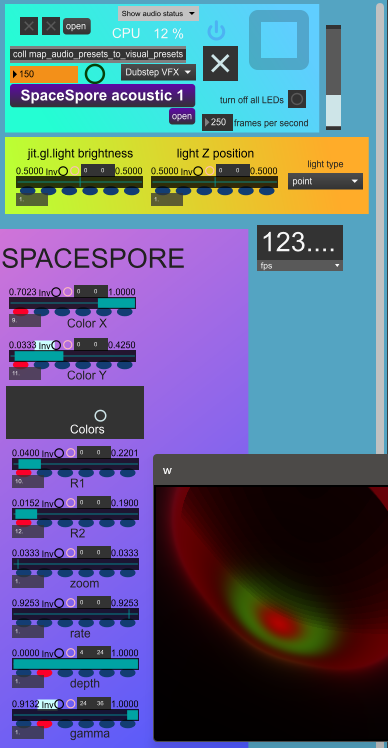 Show audio status
open
CPU 12 %
coll map_audio_presets_to_visual_presets
150
Dubstep VFX
SpaceSpore acoustic 1
turn off all LEDs
open
250 frames per second
jit.gl.light brightness
light Z position
light type
0.5000 Inv 0 0 0.5000
0.5000 Inv 0 0 0.5000
point
1.
1.
SPACESPORE
123....
fps
0.7023 Inv 0 0 1.0000
9.
Color X
0.0333 Inv 0 0 0.4250
11.
Color Y
Colors
0.0400 Inv 0 0 0.2201
10.
R1
w
0.0152 Inv 0 0 0.1900
12.
R2
0.0333 Inv 0 0 0.0333
1.
zoom
0.9253 Inv 0 0 0.9253
1.
rate
0.0000 Inv 4 24 1.0000
1.
depth
0.9132 Inv 24 36 1.0000
1.
gamma